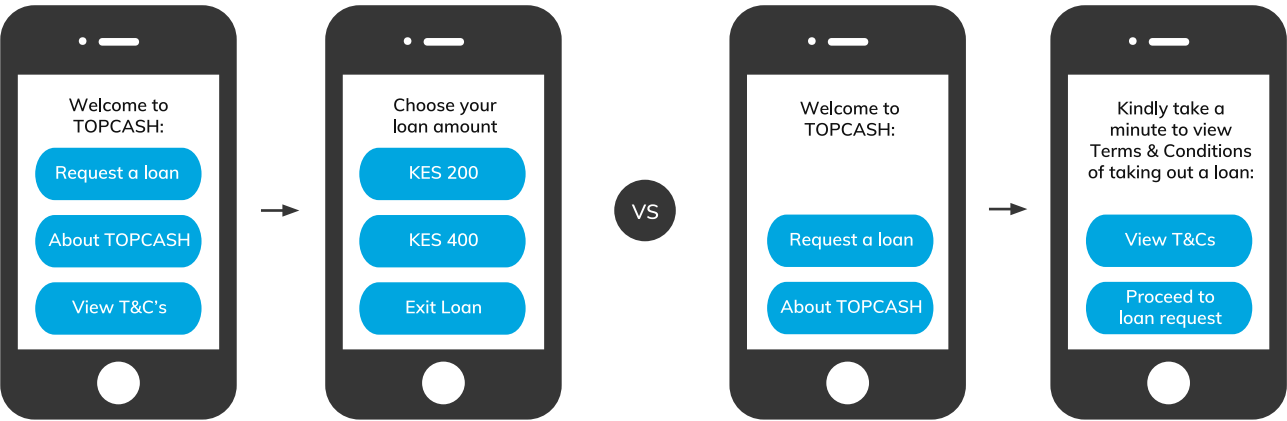 Welcome to
TOPCASH:
Request a loan
About TOPCASH
View T&C's
Choose your
loan amount
KES 200
KES 400
Exit Loan
VS
Welcome to
TOPCASH:
Request a loan
About TOPCASH
Kindly take a
minute to view
Terms & Conditions
of taking out a loan:
View T&Cs
Proceed to
loan request